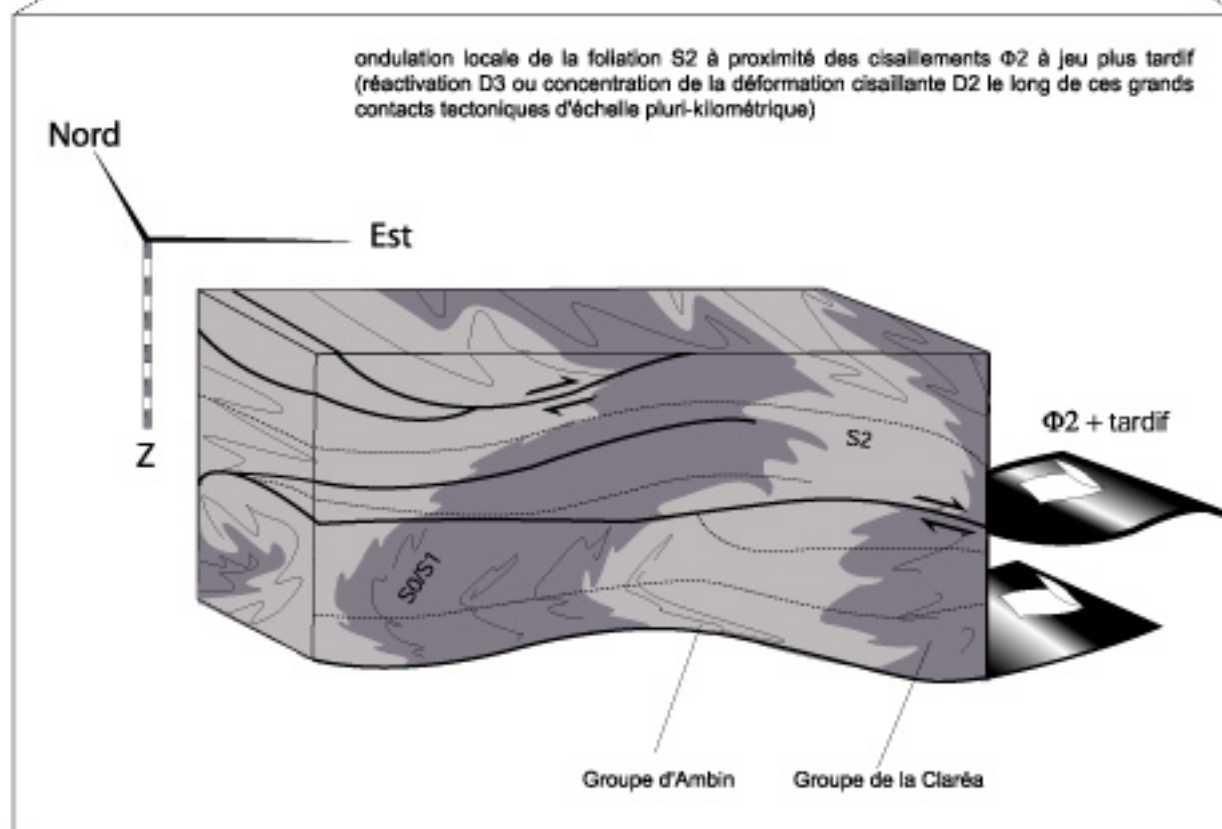 ondulation locale de la foliation S2 à proximité des cisaillements Φ2 à jeu plus tardif
(réactivation D3 ou concentration de la déformation cisaillante D2 le long de ces grands
contacts tectoniques d'échelle pluri-kilométrique)
Nord
Est
Z
Φ2 + tardif
S2
S0/S1
Groupe d'Ambin
Groupe de la Clarêa